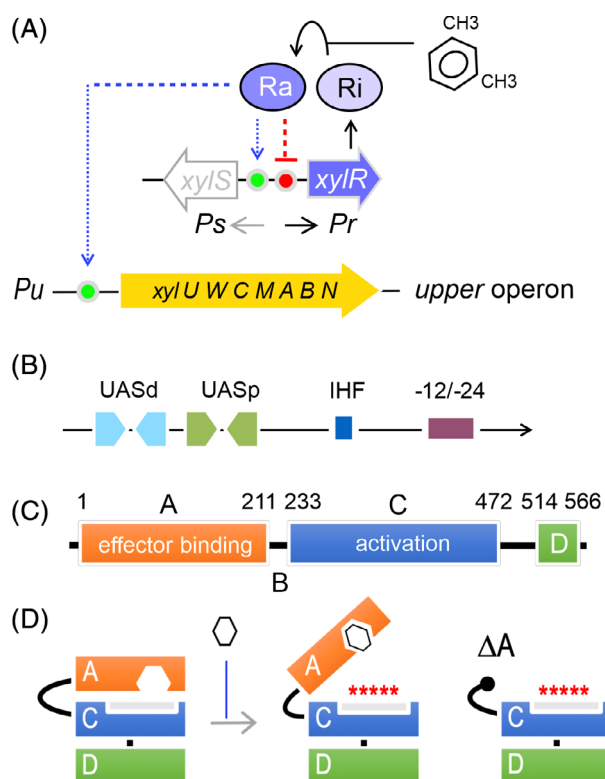 (A)
CH3
CH3
Ra
Ri
xylS
xylR
Ps
Pr
Pu
xyl U W C M A B N
upper operon
(B)
UASd
UASp
IHF
-12/-24
(C)
1
A
211
233
C
472
514
566
effector binding
activation
D
B
(D)
A
C
D
A
*****
C
D
ΔA
*****
C
D